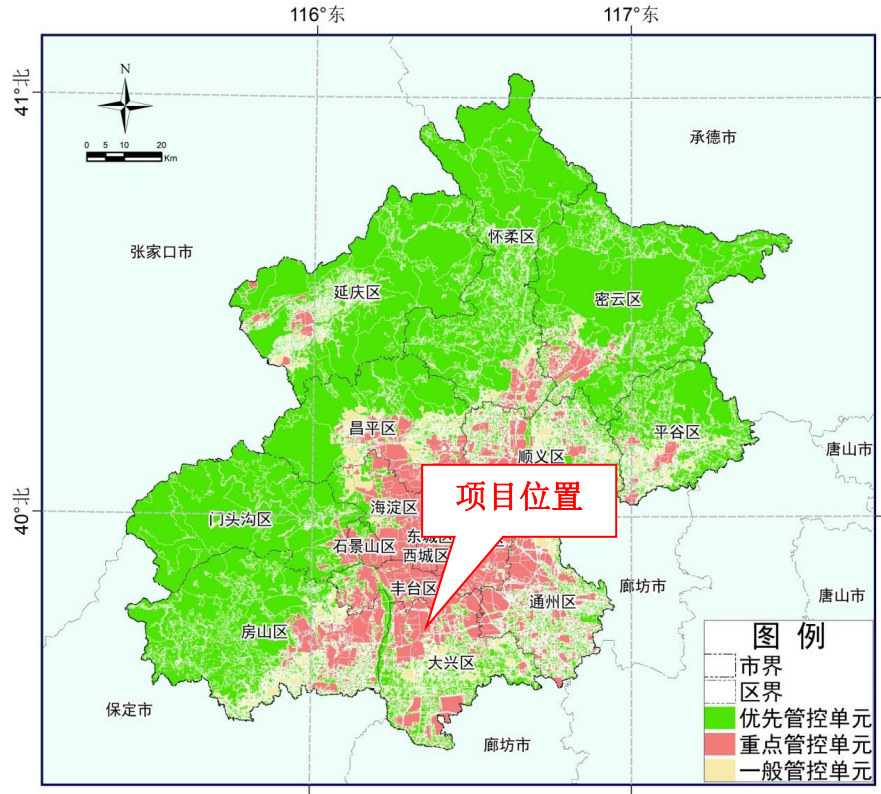 116°东
117°东
41°北
N
0 5 10 20
Km
承德市
张家口市
怀柔区
延庆区
密云区
昌平区
平谷区
顺义区
唐山市
项目位置
40°北
海淀区
门头沟区
东城区
石景山区
西城区
丰台区
廊坊市
通州区
唐山市
房山区
大兴区
保定市
廊坊市
图 例
市界
区界
优先管控单元
重点管控单元
一般管控单元